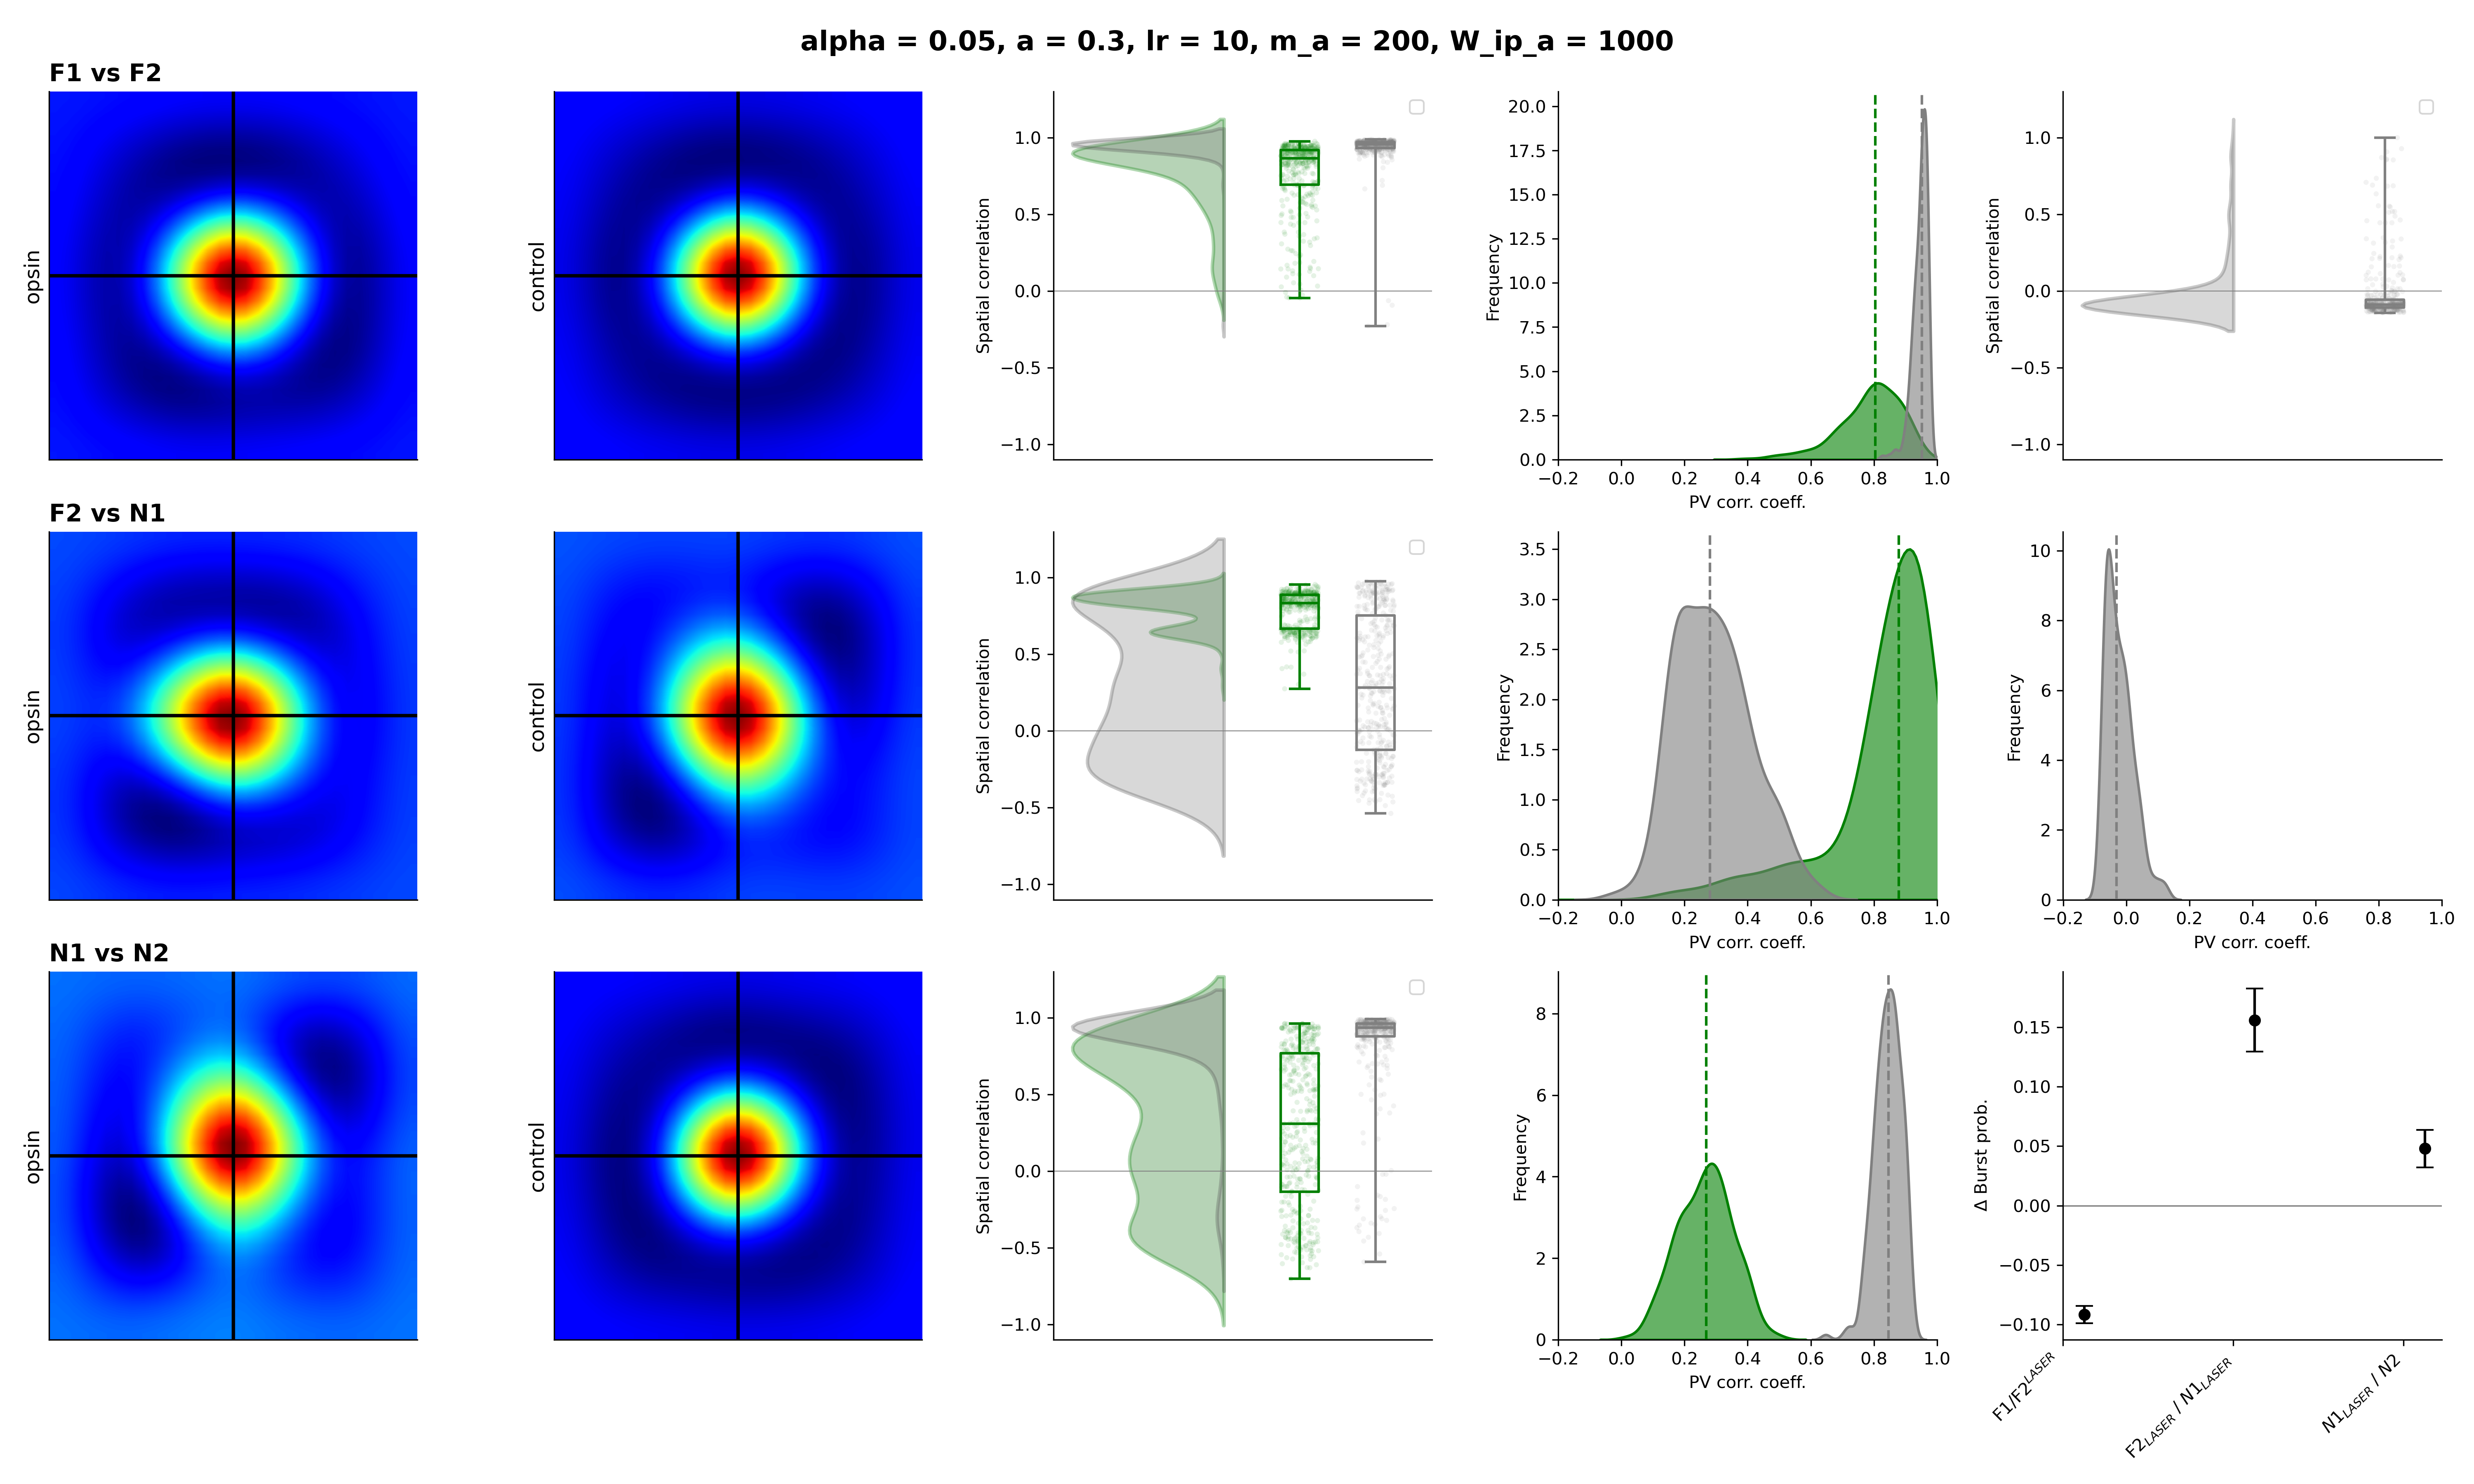 alpha = 0.05, a = 0.3, lr = 10, m_a = 200, W_ip_a = 1000
F1 vs F2
opsin
control
Spatial correlation
1.0
0.5
0.0
−0.5
−1.0
Frequency
20.0
17.5
15.0
12.5
10.0
7.5
5.0
2.5
0.0
−0.2 0.0 0.2 0.4 0.6 0.8 1.0
PV corr. coeff.
Spatial correlation
1.0
0.5
0.0
−0.5
−1.0
F2 vs N1
opsin
control
Spatial correlation
1.0
0.5
0.0
−0.5
−1.0
Frequency
3.5
3.0
2.5
2.0
1.5
1.0
0.5
0.0
−0.2 0.0 0.2 0.4 0.6 0.8 1.0
PV corr. coeff.
Frequency
10
8
6
4
2
0
−0.2 0.0 0.2 0.4 0.6 0.8 1.0
PV corr. coeff.
N1 vs N2
opsin
control
Spatial correlation
1.0
0.5
0.0
−0.5
−1.0
Frequency
8
6
4
2
0
−0.2 0.0 0.2 0.4 0.6 0.8 1.0
PV corr. coeff.
Δ Burst prob.
0.15
0.10
0.05
0.00
−0.05
−0.10
F1/F2^LASER
F2_LASER / N1_LASER
N1_LASER / N2